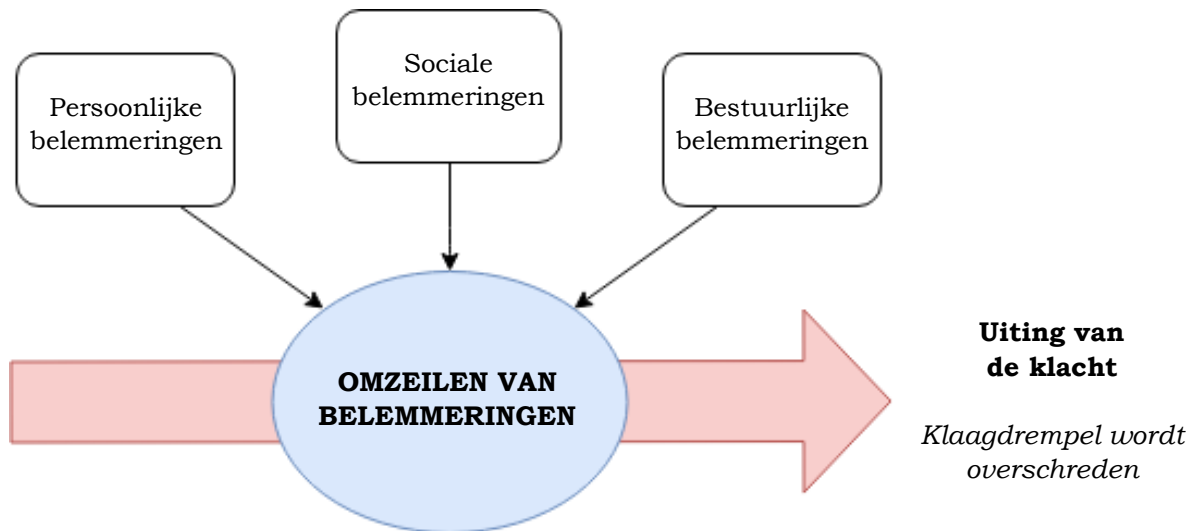 Persoonlijke
belemmeringen
Sociale
belemmeringen
Bestuurlijke
belemmeringen
OMZEILEN VAN
BELEMMERINGEN
Uiting van
de klacht
Klaagdrempel wordt
overschreden